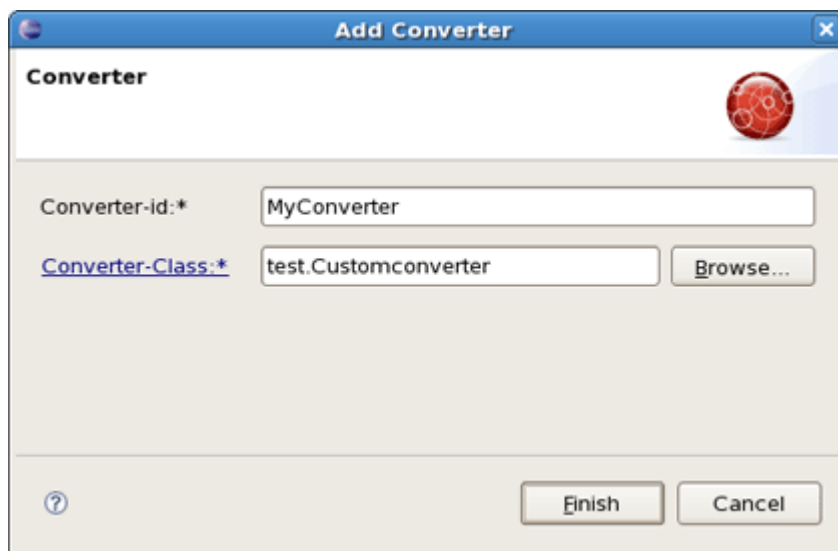 Add Converter
Converter
Converter-id:* MyConverter
Converter-Class:* test.Customconverter Browse...
? Finish Cancel